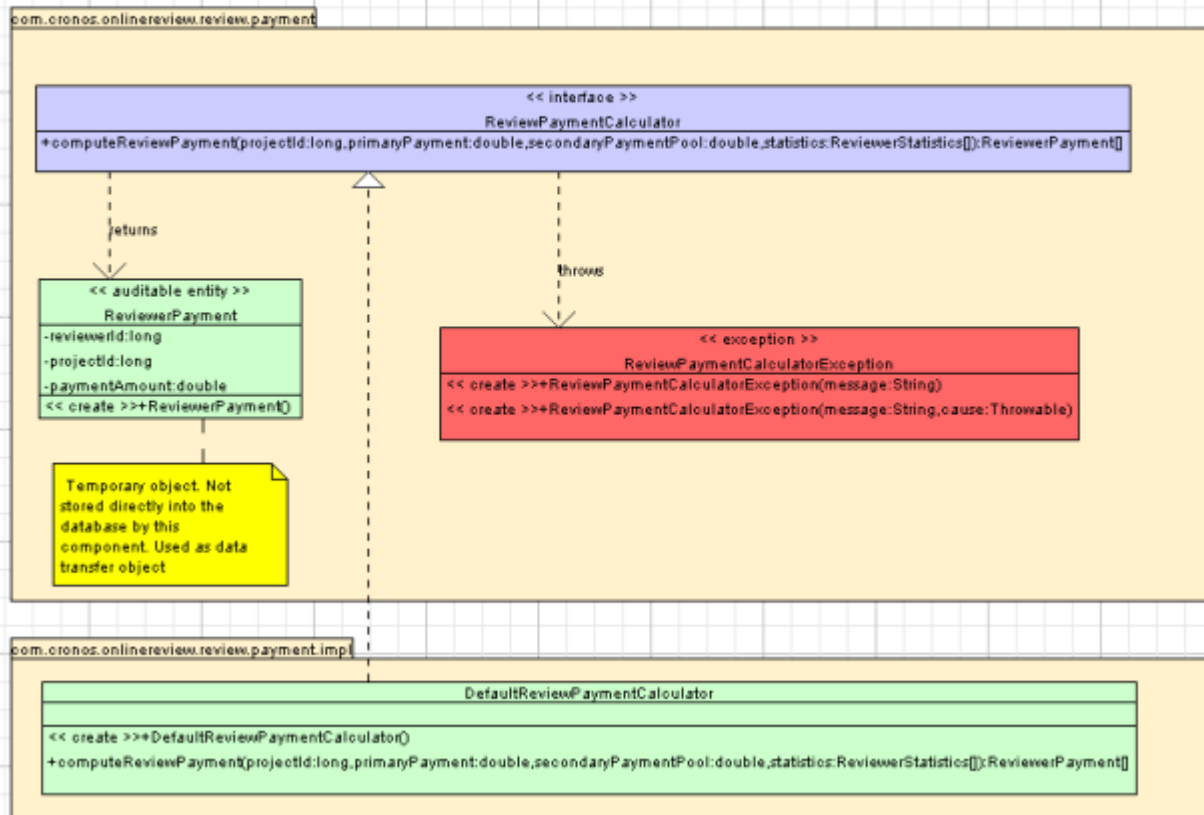 com.cronos.onlinereview.review.payment
<< interface >>
ReviewPaymentCalculator
+computeReviewPayment(projectId:long,primaryPayment:double,secondaryPaymentPool:double,statistics:ReviewerStatistics[]):ReviewerPayment[]
returns
throws
<< auditable entity >>
ReviewerPayment
-reviewerId:long
-projectId:long
-paymentAmount:double
<< create >>+ReviewerPayment()
<< exception >>
ReviewPaymentCalculatorException
<< create >>+ReviewPaymentCalculatorException(message:String)
<< create >>+ReviewPaymentCalculatorException(message:String,cause:Throwable)
Temporary object. Not
stored directly into the
database by this
component. Used as data
transfer object
com.cronos.onlinereview.review.payment.impl
DefaultReviewPaymentCalculator
<< create >>+DefaultReviewPaymentCalculator()
+computeReviewPayment(projectId:long,primaryPayment:double,secondaryPaymentPool:double,statistics:ReviewerStatistics[]):ReviewerPayment[]